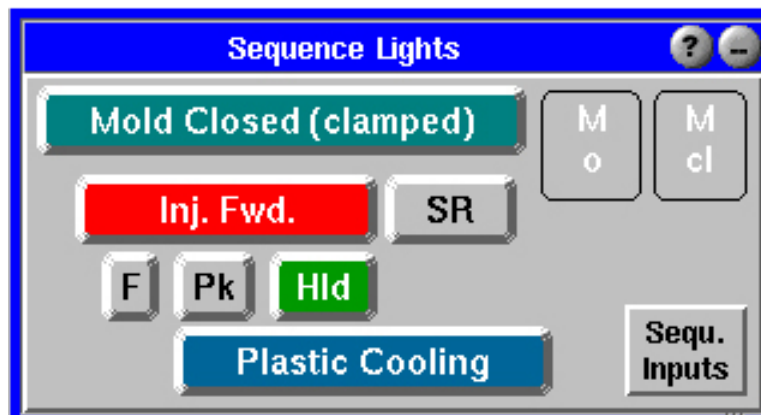 Sequence Lights ? –
Mold Closed (clamped)
M
o
M
cl
Inj. Fwd.
SR
F
Pk
Hld
Plastic Cooling
Sequ.
Inputs